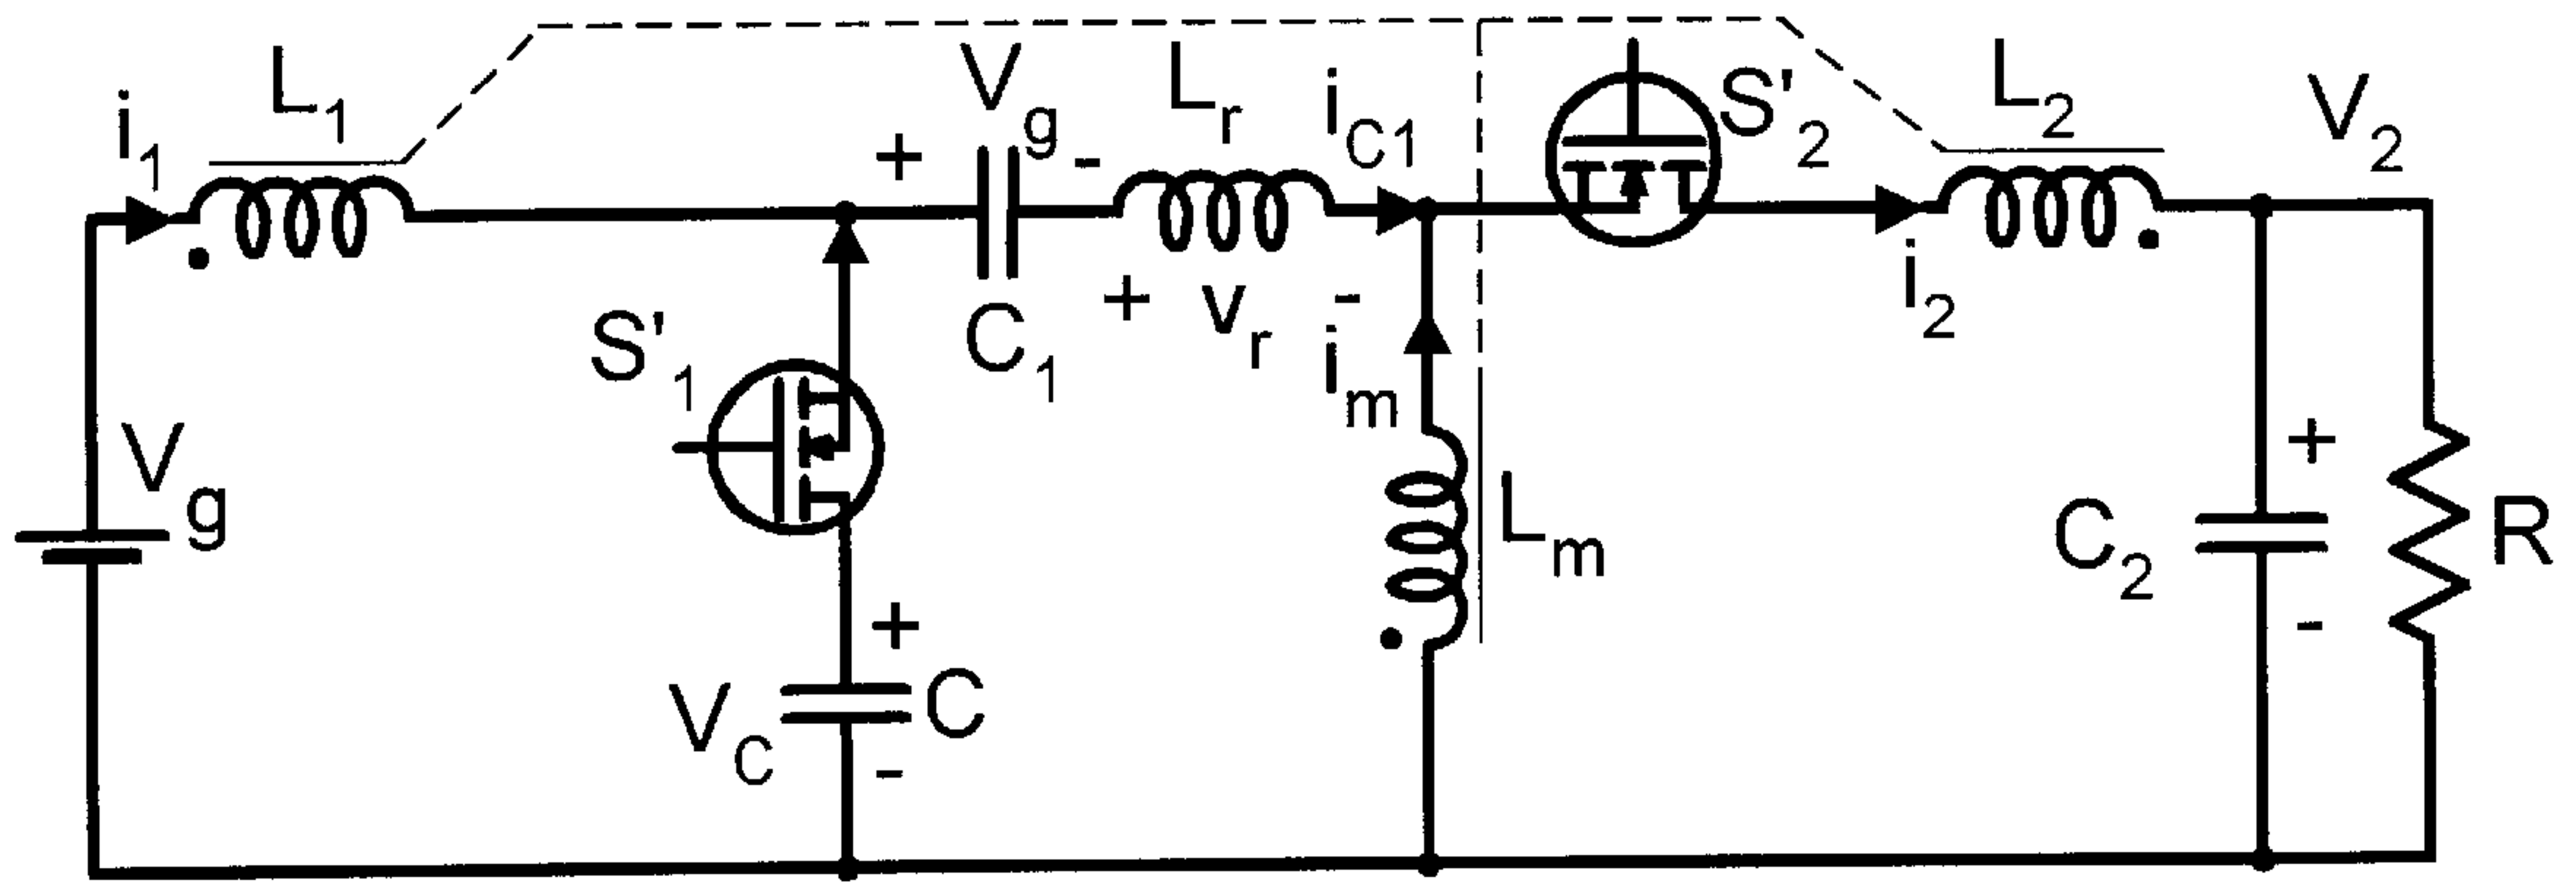 i1
L1
Vg
+
-
Lr
iC1
S'2
L2
V2
i2
+
vr
-
C1
S'1
im
Vg
+
VC
C
-
Lm
+
C2
-
R